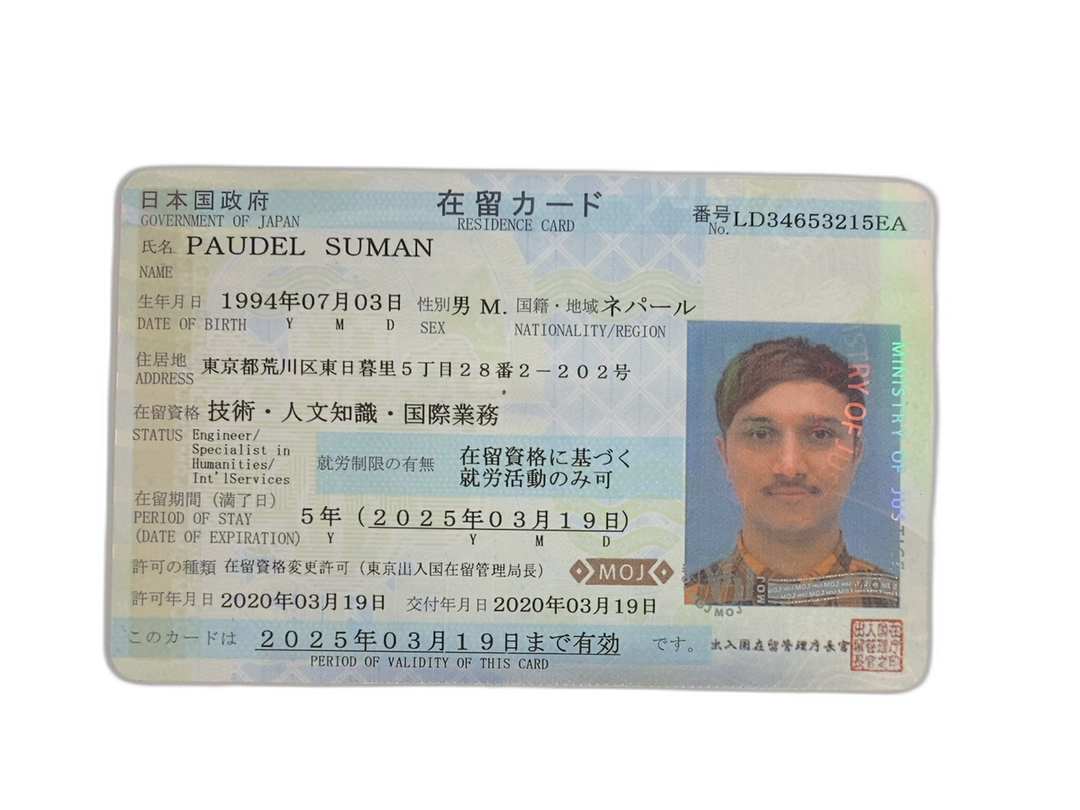 日本国政府 在留カード 番号LD34653215EA
GOVERNMENT OF JAPAN RESIDENCE CARD No.
氏名 PAUDEL SUMAN
NAME
生年月日 1994年07月03日 性別 男 M. 国籍・地域 ネパール
DATE OF BIRTH Y M D SEX NATIONALITY/REGION
住居地 東京都荒川区東日暮里5丁目28番2-202号
ADDRESS
在留資格 技術・人文知識・国際業務
STATUS Engineer/
Specialist in
Humanities/
Int'lServices
就労制限の有無 在留資格に基づく
就労活動のみ可
在留期間(満了日)
PERIOD OF STAY 5年(2025年03月19日)
(DATE OF EXPIRATION) Y Y M D
許可の種類 在留資格変更許可(東京出入国在留管理局長) MOJ
許可年月日 2020年03月19日 交付年月日 2020年03月19日
このカードは 2025年03月19日まで有効 です。
PERIOD OF VALIDITY OF THIS CARD
出入国在留管理庁長官
MINISTRY OF JUSTICE
MOJ